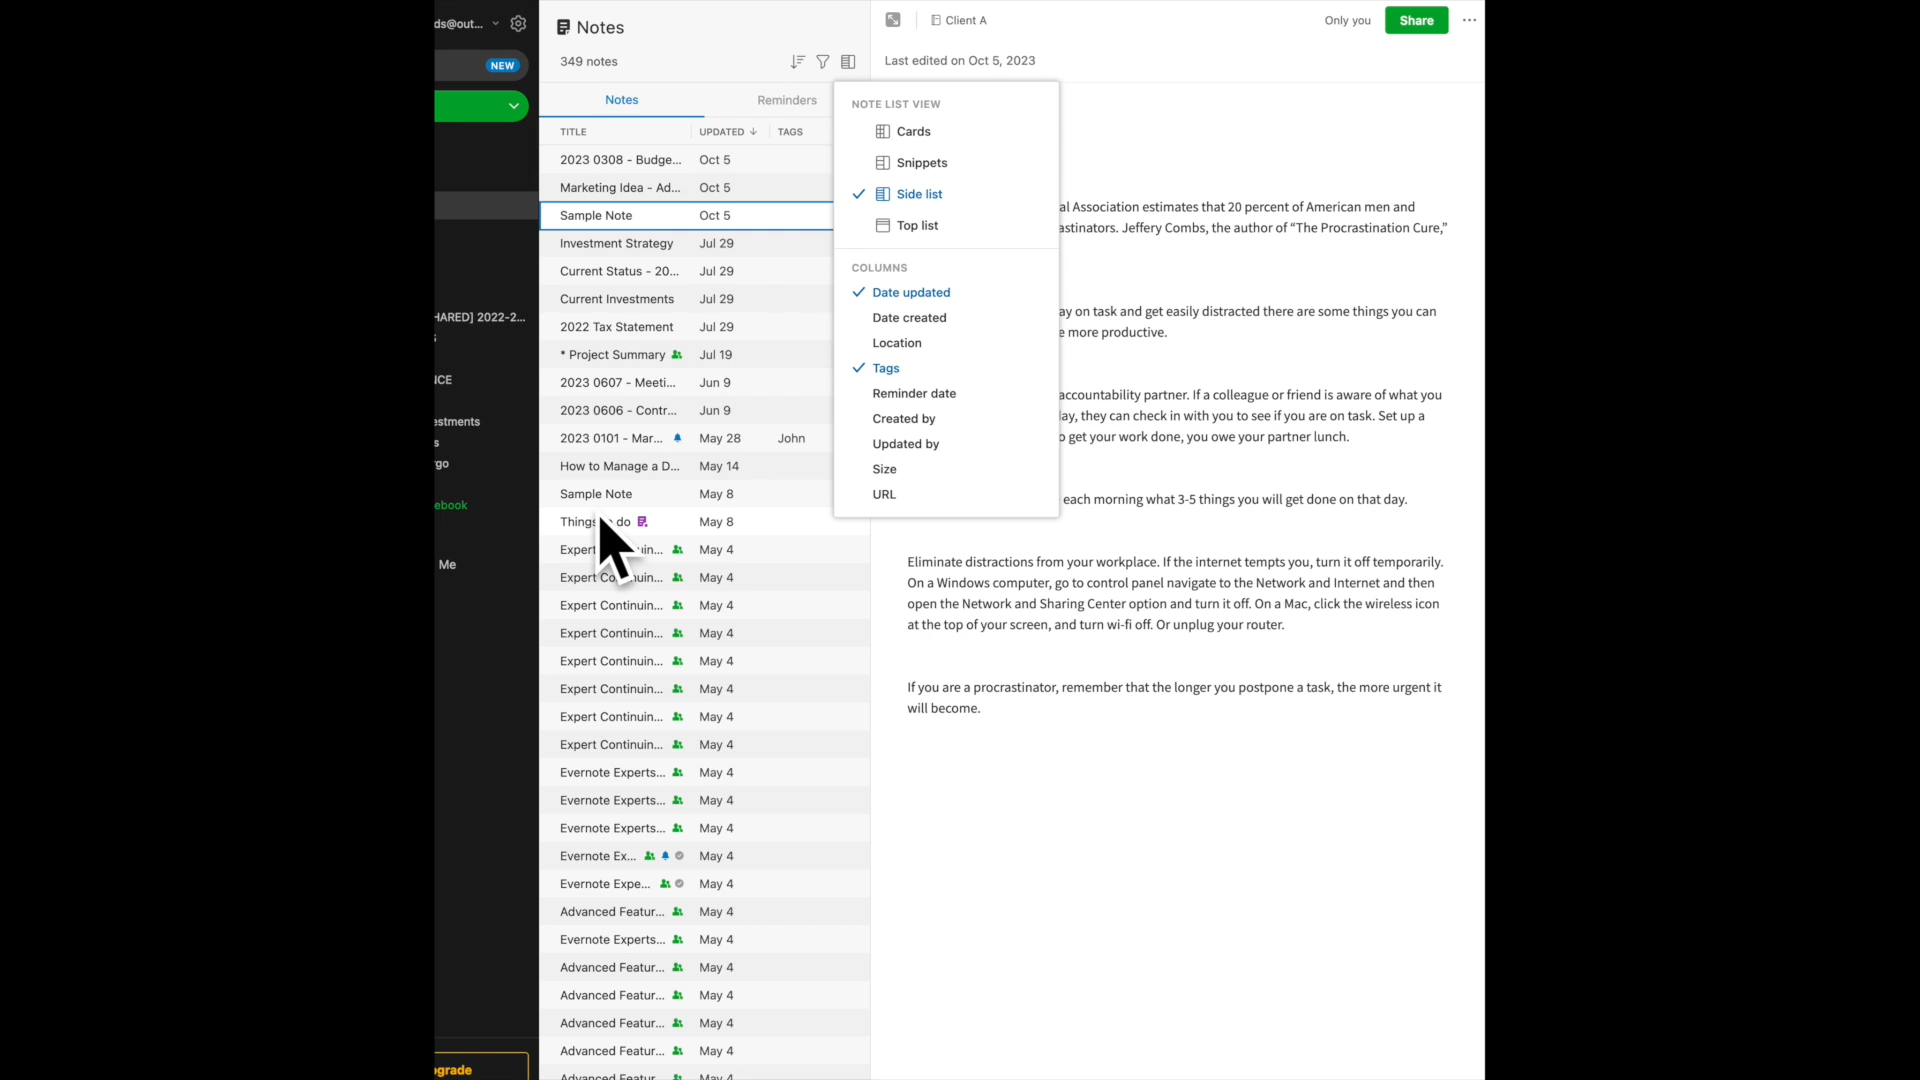 ds@out...
NEW
HARED] 2022-2...
S
NCE
estments
s
rgo
ebook
Me
pgrade
Notes
349 notes
Notes
Reminders
TITLE UPDATED TAGS
2023 0308 - Budge... Oct 5
Marketing Idea - Ad... Oct 5
Sample Note Oct 5
Investment Strategy Jul 29
Current Status - 20... Jul 29
Current Investments Jul 29
2022 Tax Statement Jul 29
* Project Summary Jul 19
2023 0607 - Meeti... Jun 9
2023 0606 - Contr... Jun 9
2023 0101 - Mar... May 28 John
How to Manage a D... May 14
Sample Note May 8
Things do May 8
Expert uin... May 4
Expert Co nuin... May 4
Expert Continuin... May 4
Expert Continuin... May 4
Expert Continuin... May 4
Expert Continuin... May 4
Expert Continuin... May 4
Expert Continuin... May 4
Evernote Experts... May 4
Evernote Experts... May 4
Evernote Experts... May 4
Evernote Ex... May 4
Evernote Expe... May 4
Advanced Featur... May 4
Evernote Experts... May 4
Advanced Featur... May 4
Advanced Featur... May 4
Advanced Featur... May 4
Advanced Featur... May 4
Advanced Featur May 4
NOTE LIST VIEW
Cards
Snippets
Side list
Top list
COLUMNS
Date updated
Date created
Location
Tags
Reminder date
Created by
Updated by
Size
URL
Client A
Only you
Share
Last edited on Oct 5, 2023
al Association estimates that 20 percent of American men and
astinators. Jeffery Combs, the author of “The Procrastination Cure,”
ay on task and get easily distracted there are some things you can
e more productive.
accountability partner. If a colleague or friend is aware of what you
day, they can check in with you to see if you are on task. Set up a
o get your work done, you owe your partner lunch.
each morning what 3-5 things you will get done on that day.
Eliminate distractions from your workplace. If the internet tempts you, turn it off temporarily.
On a Windows computer, go to control panel navigate to the Network and Internet and then
open the Network and Sharing Center option and turn it off. On a Mac, click the wireless icon
at the top of your screen, and turn wi-fi off. Or unplug your router.
If you are a procrastinator, remember that the longer you postpone a task, the more urgent it
will become.